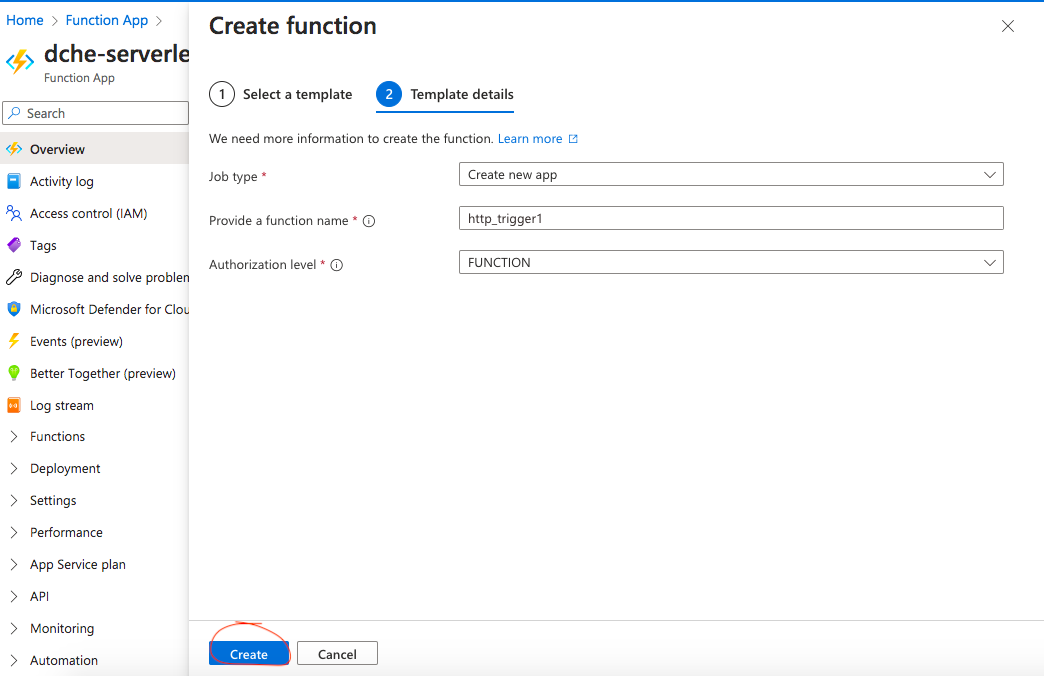 Home > Function App >
dche-serverle
Function App
Search
Overview
Activity log
Access control (IAM)
Tags
Diagnose and solve problem
Microsoft Defender for Clou
Events (preview)
Better Together (preview)
Log stream
Functions
Deployment
Settings
Performance
App Service plan
API
Monitoring
Automation
Create function
1 Select a template 2 Template details
We need more information to create the function. Learn more
Job type * Create new app
Provide a function name * http_trigger1
Authorization level * FUNCTION
Create Cancel